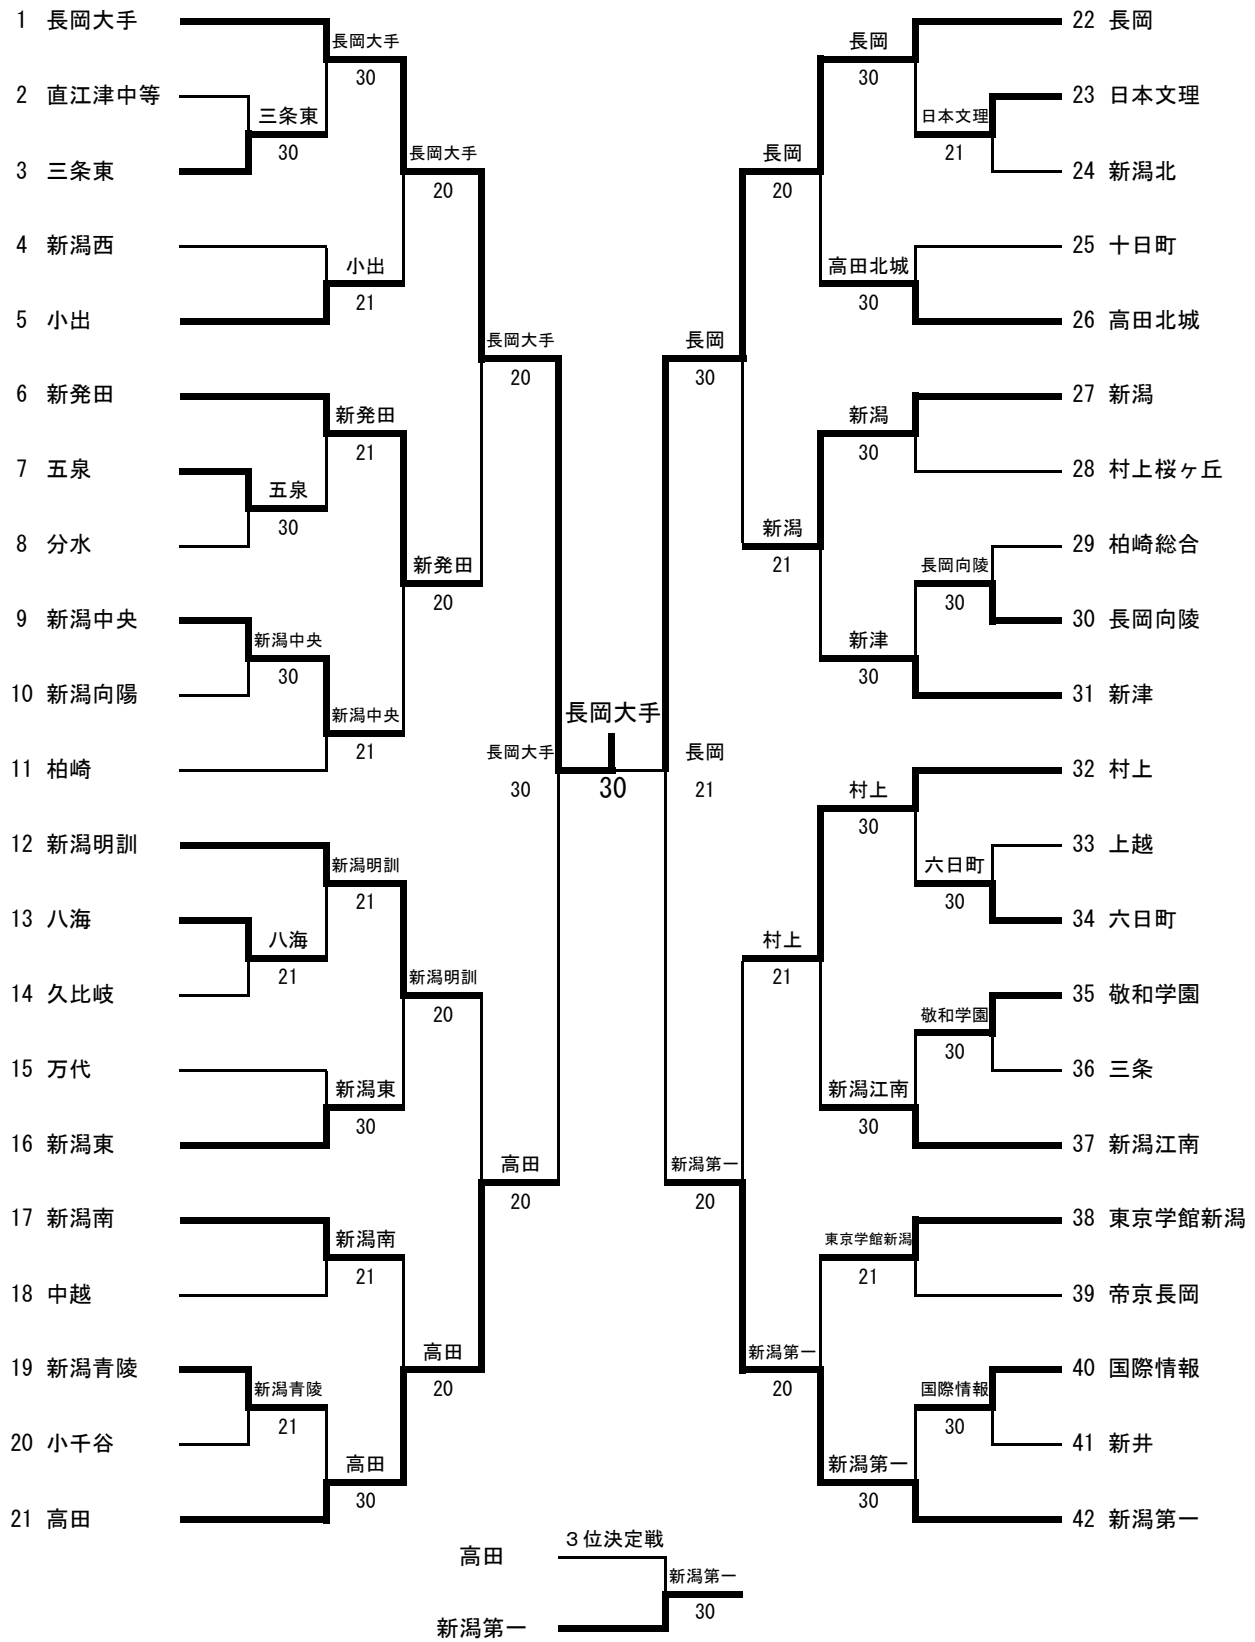 1 長岡大手
2 直江津中等
3 三条東
4 新潟西
5 小出
6 新発田
7 五泉
8 分水
9 新潟中央
10 新潟向陽
11 柏崎
12 新潟明訓
13 八海
14 久比岐
15 万代
16 新潟東
17 新潟南
18 中越
19 新潟青陵
20 小千谷
21 高田
三条東
30
五泉
30
新潟中央
30
八海
21
新潟青陵
21
長岡大手
30
小出
21
新発田
21
新潟中央
21
新潟明訓
21
新潟東
30
新潟南
21
高田
30
長岡大手
20
新発田
20
新潟明訓
20
高田
20
長岡大手
20
高田
20
長岡大手
30
長岡大手
30
長岡
21
長岡
30
新潟第一
20
長岡
20
新潟
21
村上
21
新潟第一
20
長岡
30
高田北城
30
新潟
30
新津
30
村上
30
新潟江南
30
東京学館新潟
21
新潟第一
30
日本文理
21
長岡向陵
30
六日町
30
敬和学園
30
国際情報
30
22 長岡
23 日本文理
24 新潟北
25 十日町
26 高田北城
27 新潟
28 村上桜ヶ丘
29 柏崎総合
30 長岡向陵
31 新津
32 村上
33 上越
34 六日町
35 敬和学園
36 三条
37 新潟江南
38 東京学館新潟
39 帝京長岡
40 国際情報
41 新井
42 新潟第一
3位決定戦
高田
新潟第一
新潟第一
30